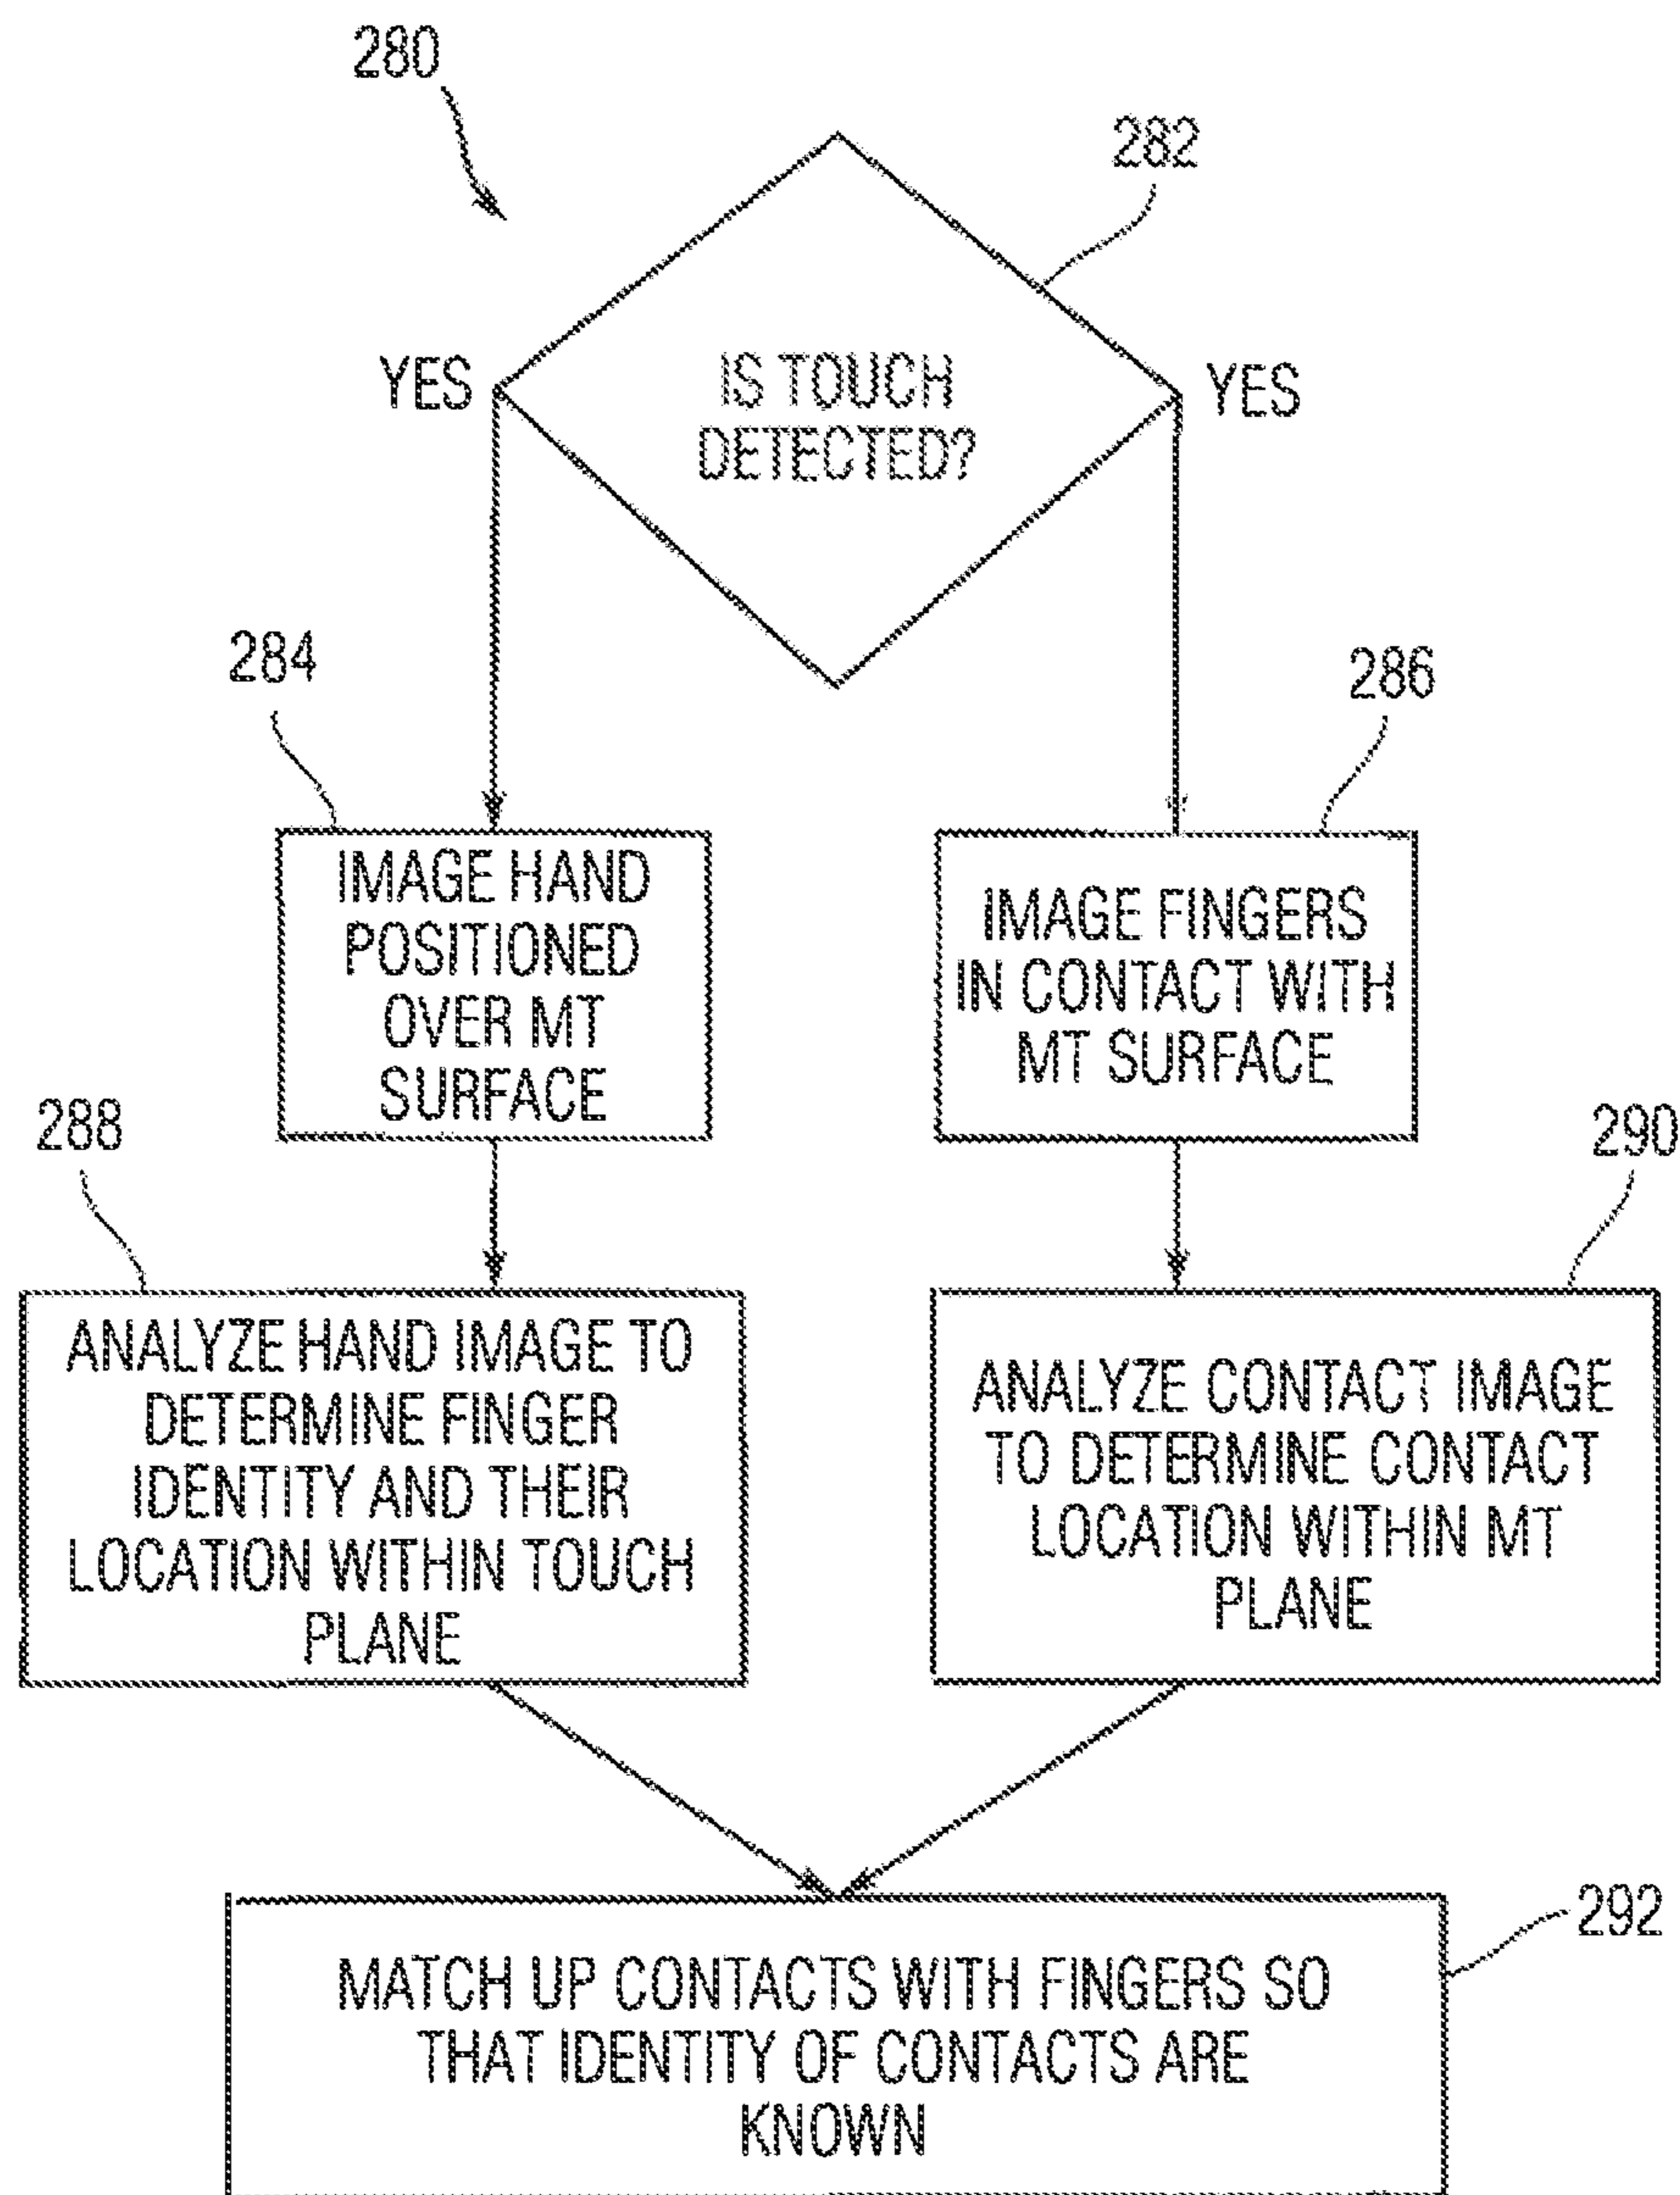 280
282
YES
IS TOUCH
DETECTED?
YES
284
286
IMAGE HAND
POSITIONED
OVER MT
SURFACE
IMAGE FINGERS
IN CONTACT WITH
MT SURFACE
288
290
ANALYZE HAND IMAGE TO
DETERMINE FINGER
IDENTITY AND THEIR
LOCATION WITHIN TOUCH
PLANE
ANALYZE CONTACT IMAGE
TO DETERMINE CONTACT
LOCATION WITHIN MT
PLANE
292
MATCH UP CONTACTS WITH FINGERS SO
THAT IDENTITY OF CONTACTS ARE
KNOWN